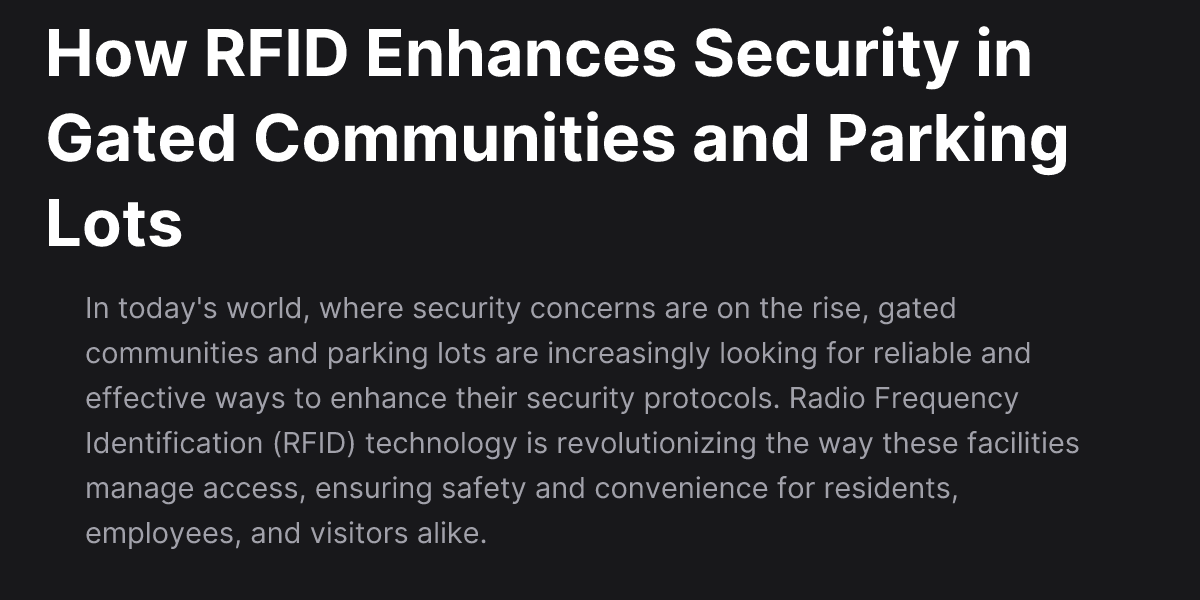 How RFID Enhances Security in
Gated Communities and Parking
Lots
In today's world, where security concerns are on the rise, gated
communities and parking lots are increasingly looking for reliable and
effective ways to enhance their security protocols. Radio Frequency
Identification (RFID) technology is revolutionizing the way these facilities
manage access, ensuring safety and convenience for residents,
employees, and visitors alike.